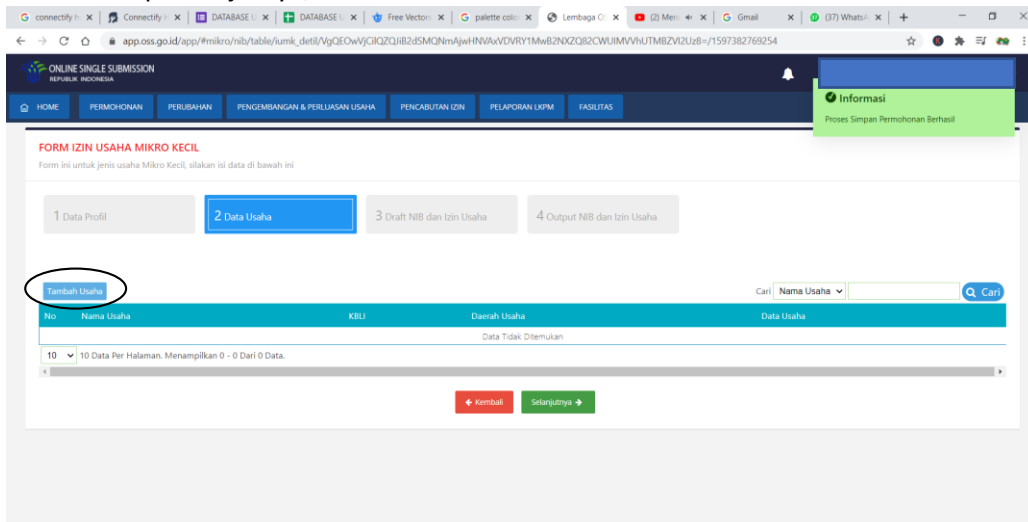 connectify h
Connectify H
DATABASE U
DATABASE U
Free Vectors
palette color
Lembaga O
(2) Mer
Gmail
(37) WhatsA
app.oss.go.id/app/#mikro/nib/table/iumk_detil/
ONLINE SINGLE SUBMISSION
REPUBLIK INDONESIA
HOME PERMOHONAN PERUBAHAN PENGEMBANGAN & PERLUASAN USAHA PENCABUTAN IZIN PELAPORAN LKPM FASILITAS
Informasi
Proses Simpan Permohonan Berhasil
FORM IZIN USAHA MIKRO KECIL
Form ini untuk jenis usaha Mikro Kecil, silakan isi data di bawah ini
1 Data Profil 2 Data Usaha 3 Draft NIB dan Izin Usaha 4 Output NIB dan Izin Usaha
Tambah Usaha Cari Nama Usaha Cari
No Nama Usaha KBLI Daerah Usaha Data Usaha
Data Tidak Ditemukan
10 10 Data Per Halaman. Menampilkan 0 - 0 Dari 0 Data.
Kembali Selanjutnya